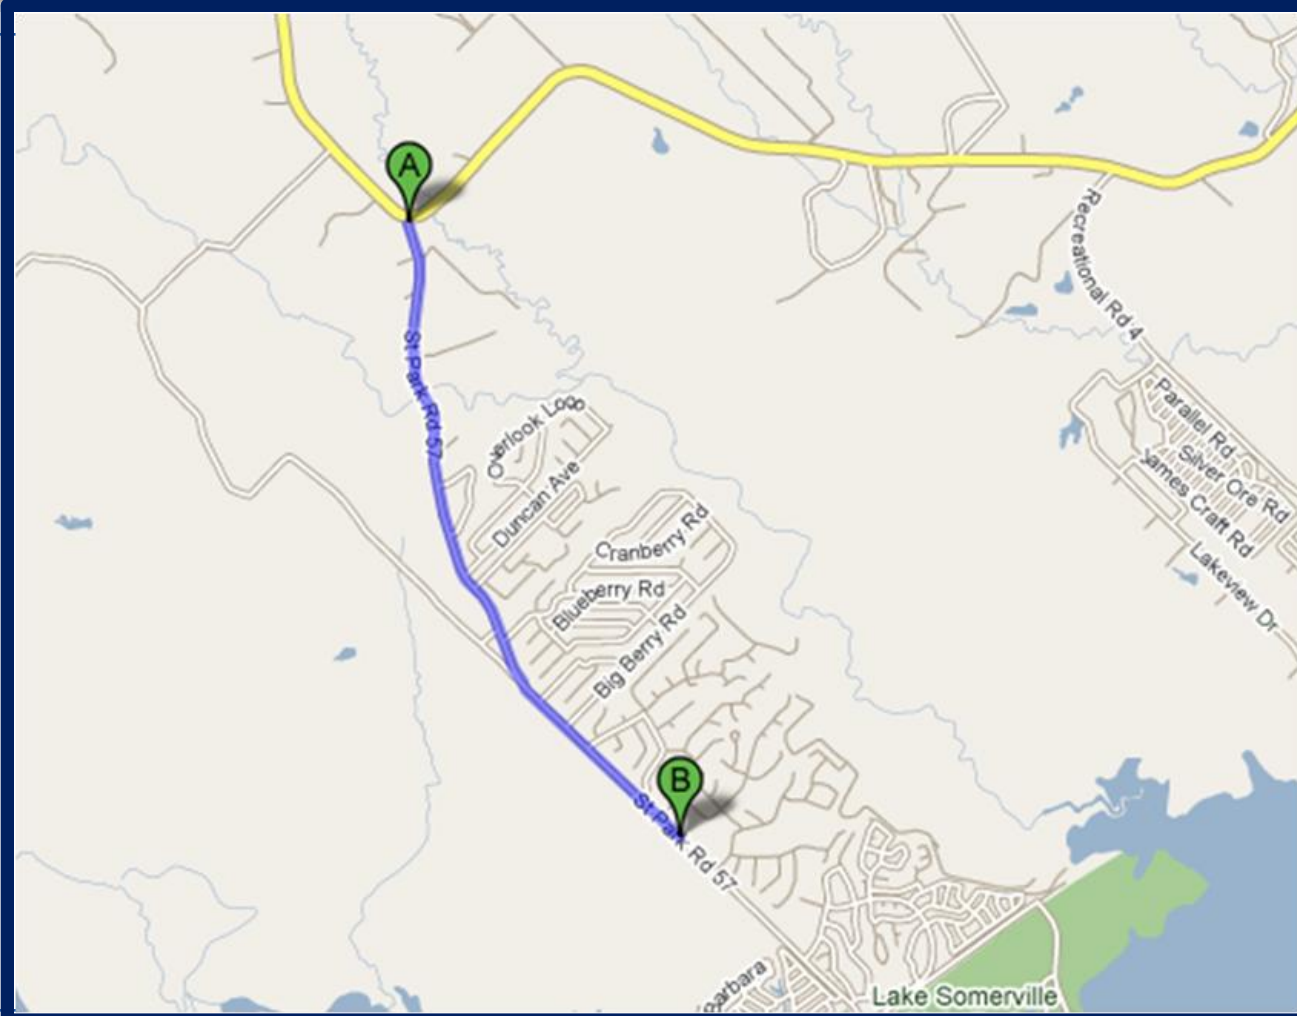 A
Recreational Rd 4
St Park Rd 57
Overlook Loop
Parallel Rd
Silver Ore Rd
James Craft Rd
Duncan Ave
Cranberry Rd
Lakeview Dr
Blueberry Rd
Big Berry Rd
B
St Park Rd 57
arbara
Lake Somerville